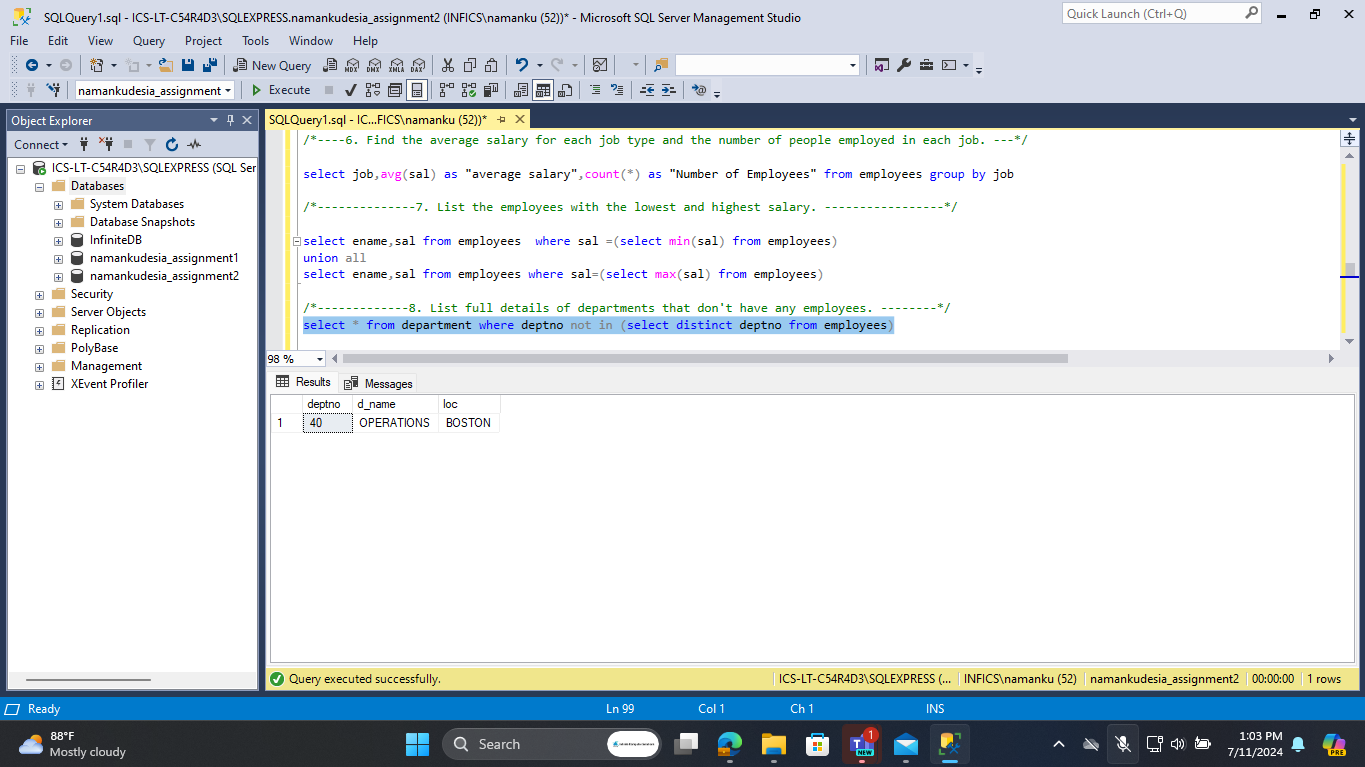 SQLQuery1.sql - ICS-LT-C54R4D3\SQLEXPRESS.namankudesia_assignment2 (INFICS\namanku (52))* - Microsoft SQL Server Management Studio
Quick Launch (Ctrl+Q)
File Edit View Query Project Tools Window Help
New Query MDX DMX XMLA DAX
namankudesia_assignment Execute
Object Explorer
SQLQuery1.sql - IC...FICS\namanku (52))*
Connect
ICS-LT-C54R4D3\SQLEXPRESS (SQL Ser
Databases
System Databases
Database Snapshots
InfiniteDB
namankudesia_assignment1
namankudesia_assignment2
Security
Server Objects
Replication
PolyBase
Management
XEvent Profiler
/*----6. Find the average salary for each job type and the number of people employed in each job. ---*/
select job,avg(sal) as "average salary",count(*) as "Number of Employees" from employees group by job
/*--------------7. List the employees with the lowest and highest salary. -----------------*/
select ename,sal from employees  where sal =(select min(sal) from employees)
union all
select ename,sal from employees where sal=(select max(sal) from employees)
/*-------------8. List full details of departments that don't have any employees. --------*/
select * from department where deptno not in (select distinct deptno from employees)
98 %
Results Messages
deptno d_name loc
1 40 OPERATIONS BOSTON
Query executed successfully. ICS-LT-C54R4D3\SQLEXPRESS (... INFICS\namanku (52) namankudesia_assignment2 00:00:00 1 rows
Ready Ln 99 Col 1 Ch 1 INS
88°F
Mostly cloudy
Search
1
NEW
1:03 PM
7/11/2024
PRE